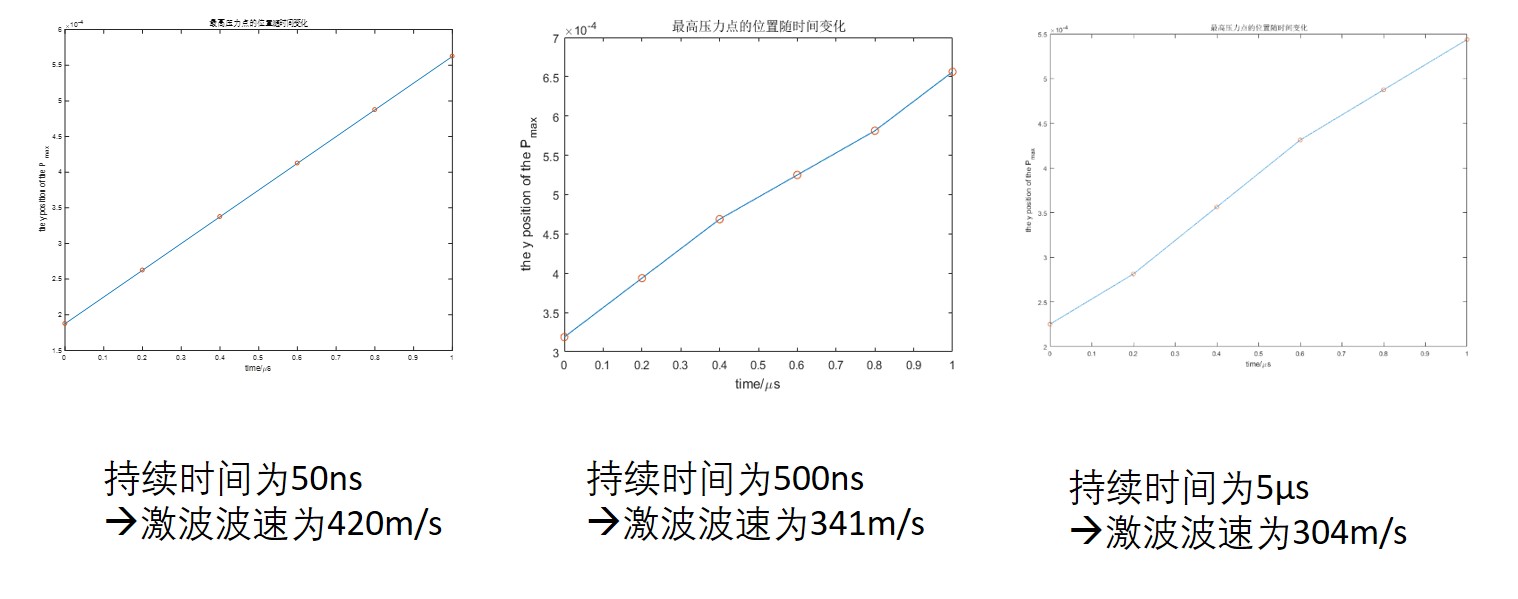 最高压力点的位置随时间变化
×10⁻⁴
6
5.5
5
4.5
4
3.5
3
2.5
2
1.5
the y position of the P max
0 0.1 0.2 0.3 0.4 0.5 0.6 0.7 0.8 0.9 1
time/μs
最高压力点的位置随时间变化
×10⁻⁴
7
6.5
6
5.5
5
4.5
4
3.5
3
the y position of the P max
0 0.1 0.2 0.3 0.4 0.5 0.6 0.7 0.8 0.9 1
time/μs
最高压力点的位置随时间变化
×10⁻⁴
5.5
5
4.5
4
3.5
3
2.5
2
the y position of the P max
0 0.1 0.2 0.3 0.4 0.5 0.6 0.7 0.8 0.9 1
time/μs
持续时间为50ns
→激波波速为420m/s
持续时间为500ns
→激波波速为341m/s
持续时间为5μs
→激波波速为304m/s